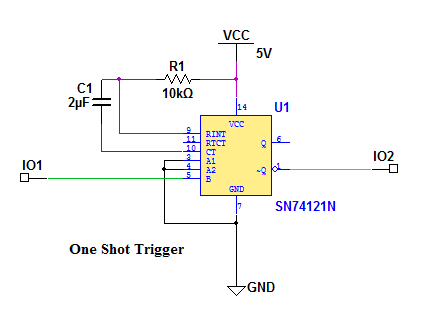 VCC
5V
R1
10kΩ
C1
2µF
14
U1
VCC
9 RINT
11 RTCT
10 CT
3 A1
4 A2
5 B
Q 6
~Q 1
GND
7
SN74121N
IO1
IO2
One Shot Trigger
GND